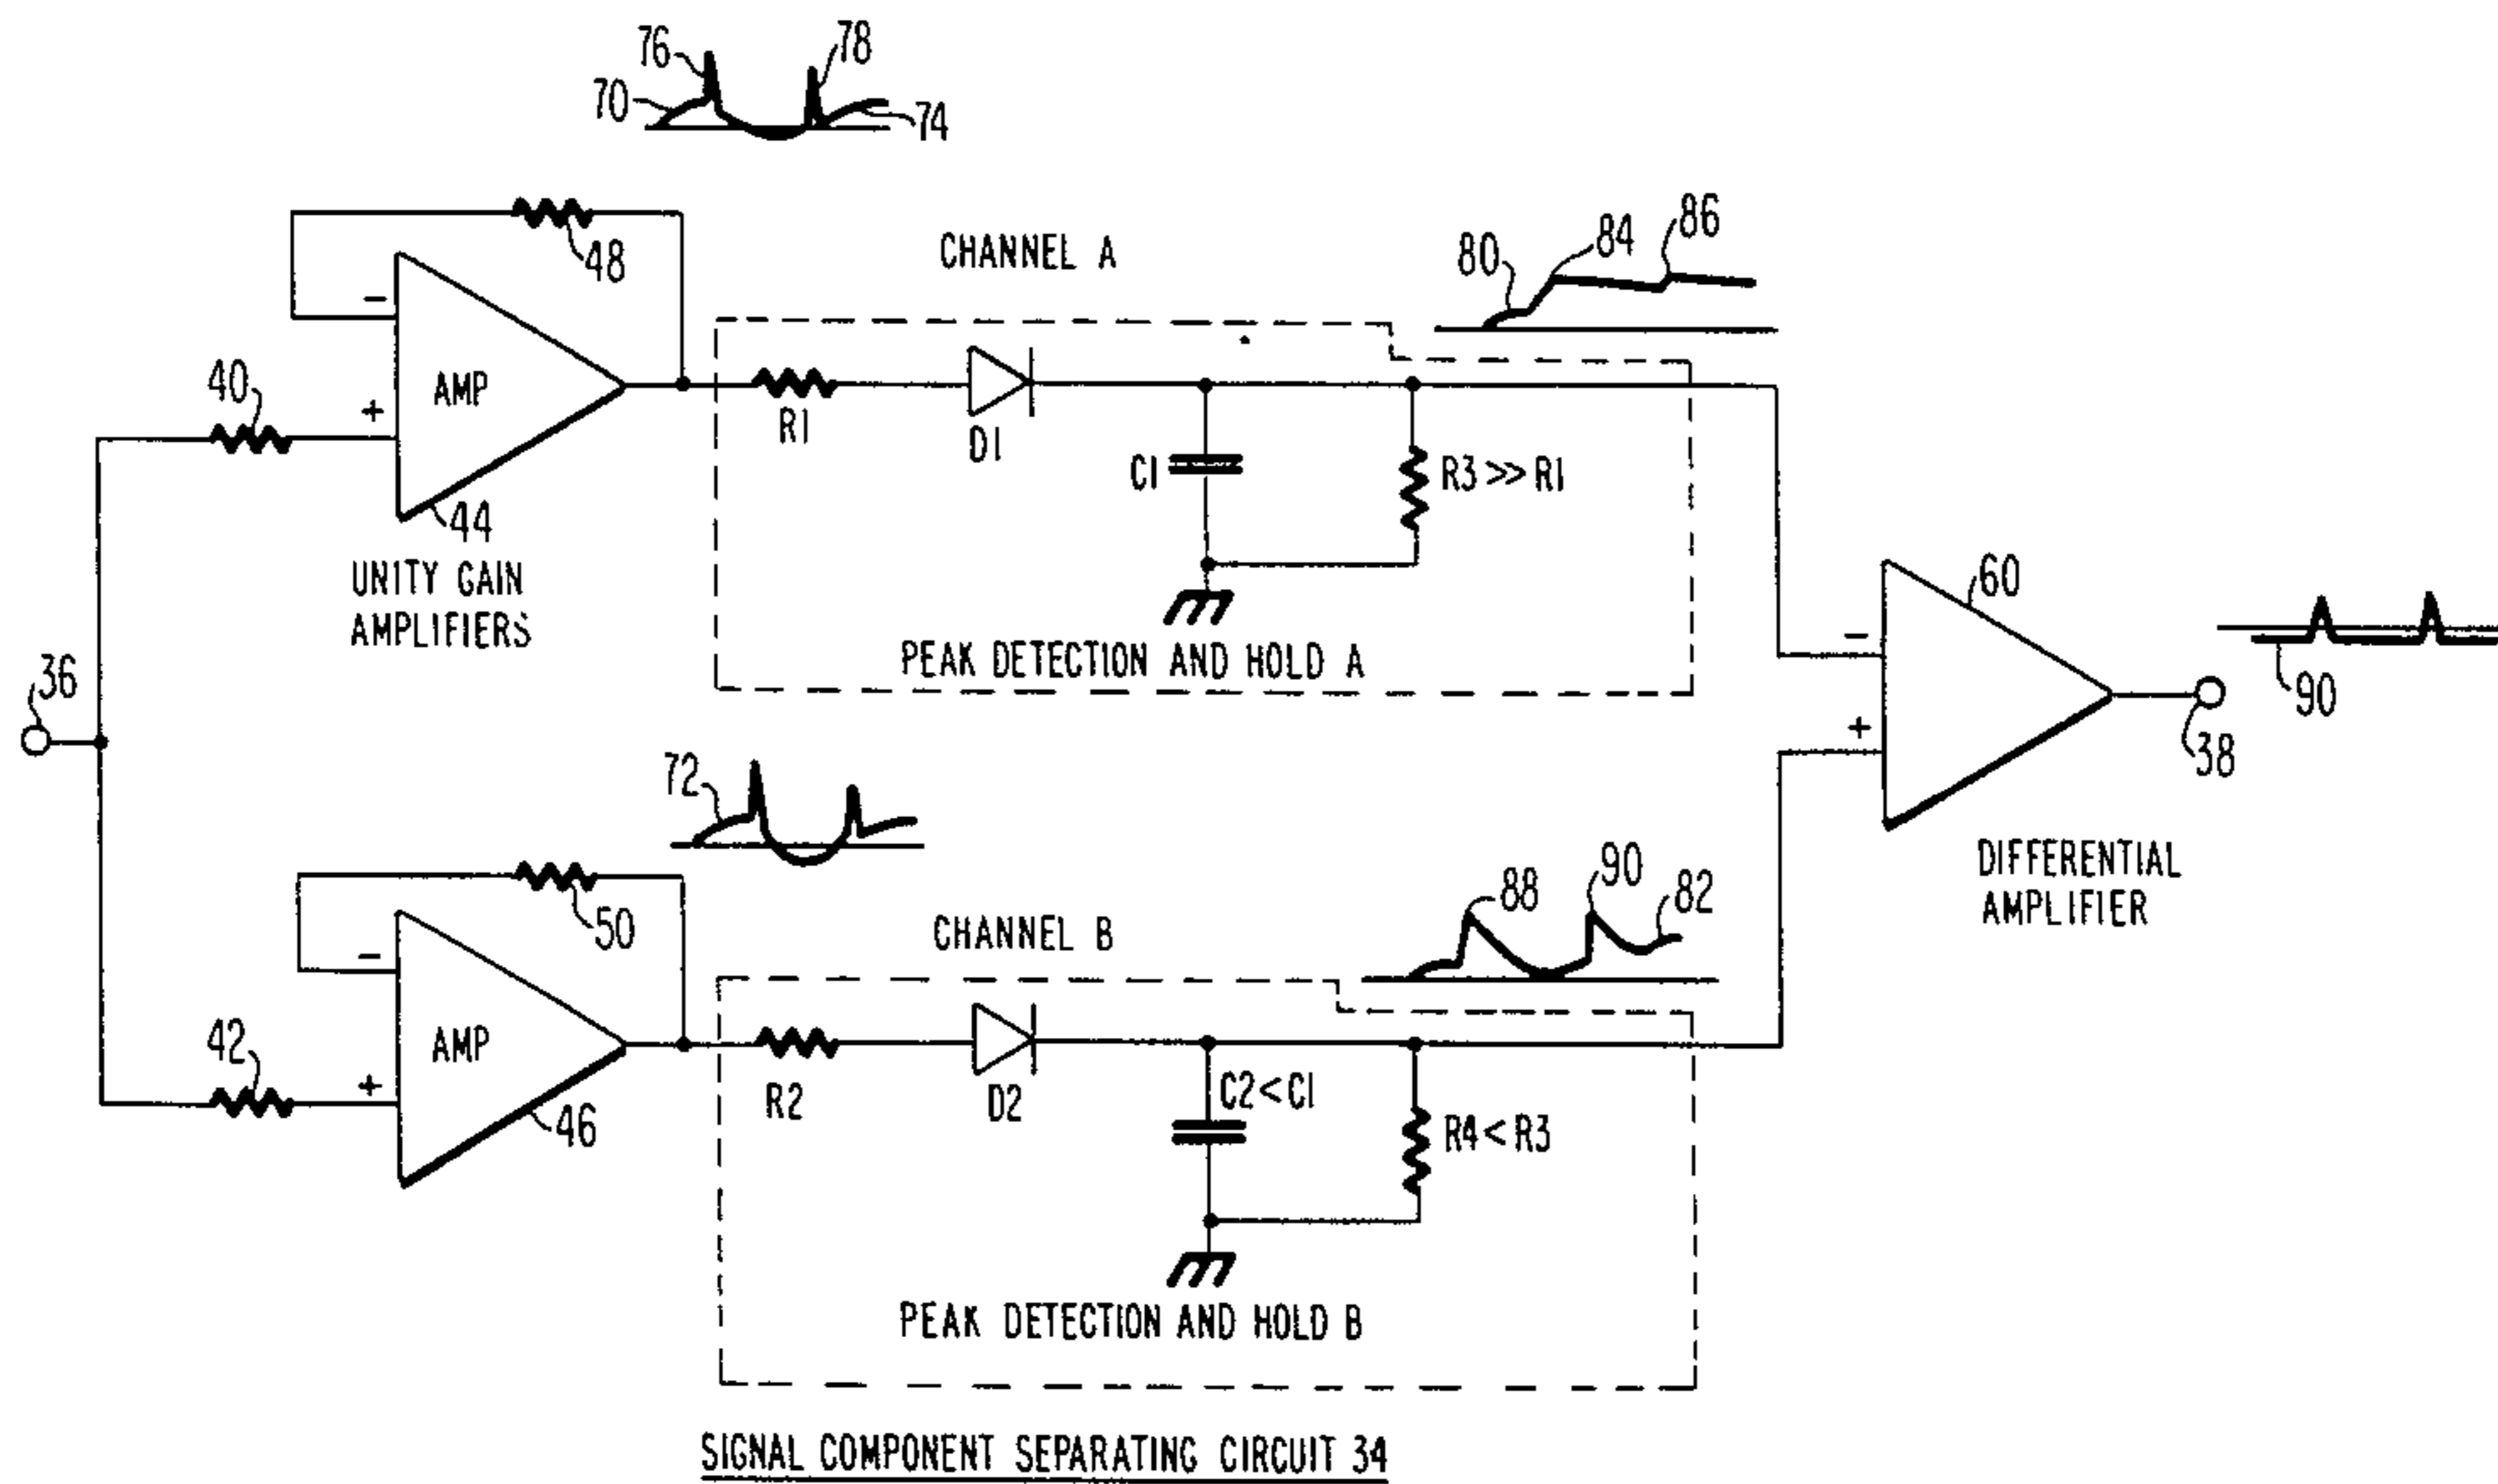 76
78
70
74
48
CHANNEL A
80
84
86
40
-
+
AMP
44
UNITY GAIN
AMPLIFIERS
R1
D1
C1
R3 >> R1
PEAK DETECTION AND HOLD A
36
60
-
+
90
38
DIFFERENTIAL
AMPLIFIER
72
50
CHANNEL B
88
90
82
42
-
+
AMP
46
R2
D2
C2 < C1
R4 < R3
PEAK DETECTION AND HOLD B
SIGNAL COMPONENT SEPARATING CIRCUIT 34